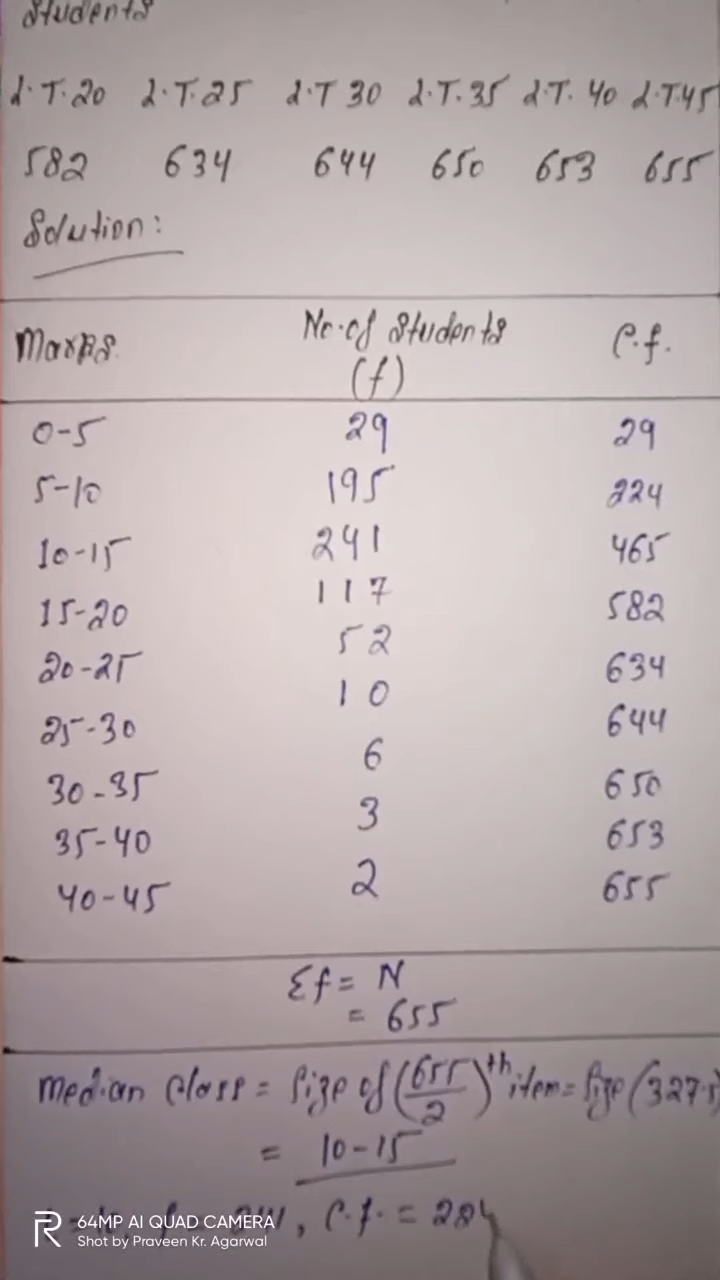 Students
L.T.20 L.T.25 L.T 30 L.T.35 L.T. 40 L.T.45
582 634 644 650 653 655
Solution:
Marks No. of Students C.f.
(f)
0-5 29 29
5-10 195 224
10-15 241 465
15-20 117 582
20-25 52 634
25-30 10 644
30-35 6 650
35-40 3 653
40-45 2 655
Σf = N
= 655
Median Class = Size of (655/2)th item = Size (327.5)
= 10-15
, C.f. =
64MP AI QUAD CAMERA
Shot by Praveen Kr. Agarwal